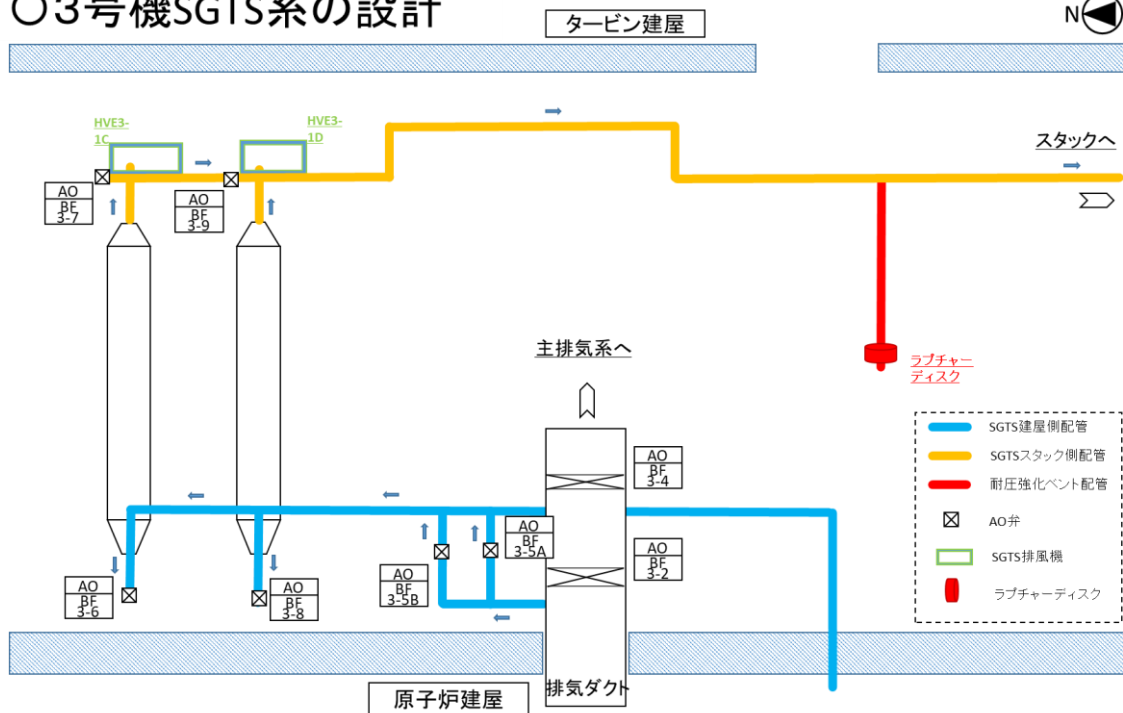 〇3号機SGTS系の設計
タービン建屋
N
HVE3-
1C
HVE3-
1D
スタックへ
AO
BF
3-7
AO
BF
3-9
主排気系へ
ラプチャー
ディスク
SGTS建屋側配管
SGTSスタック側配管
耐圧強化ベント配管
AO弁
SGTS排風機
ラプチャーディスク
AO
BF
3-4
AO
BF
3-5A
AO
BF
3-2
AO
BF
3-5B
AO
BF
3-6
AO
BF
3-8
排気ダクト
原子炉建屋